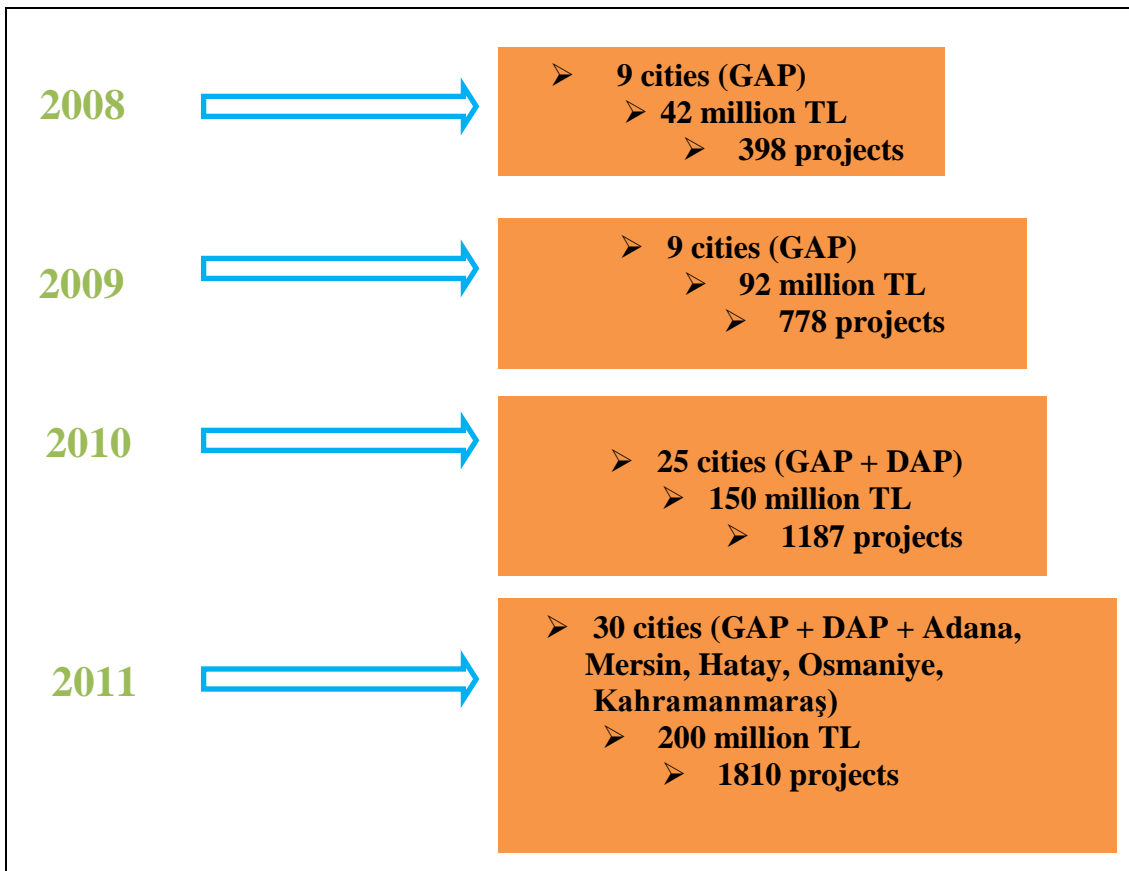 2008
➢ 9 cities (GAP)
➢ 42 million TL
➢ 398 projects
2009
➢ 9 cities (GAP)
➢ 92 million TL
➢ 778 projects
2010
➢ 25 cities (GAP + DAP)
➢ 150 million TL
➢ 1187 projects
2011
➢ 30 cities (GAP + DAP + Adana,
Mersin, Hatay, Osmaniye,
Kahramanmaraş)
➢ 200 million TL
➢ 1810 projects